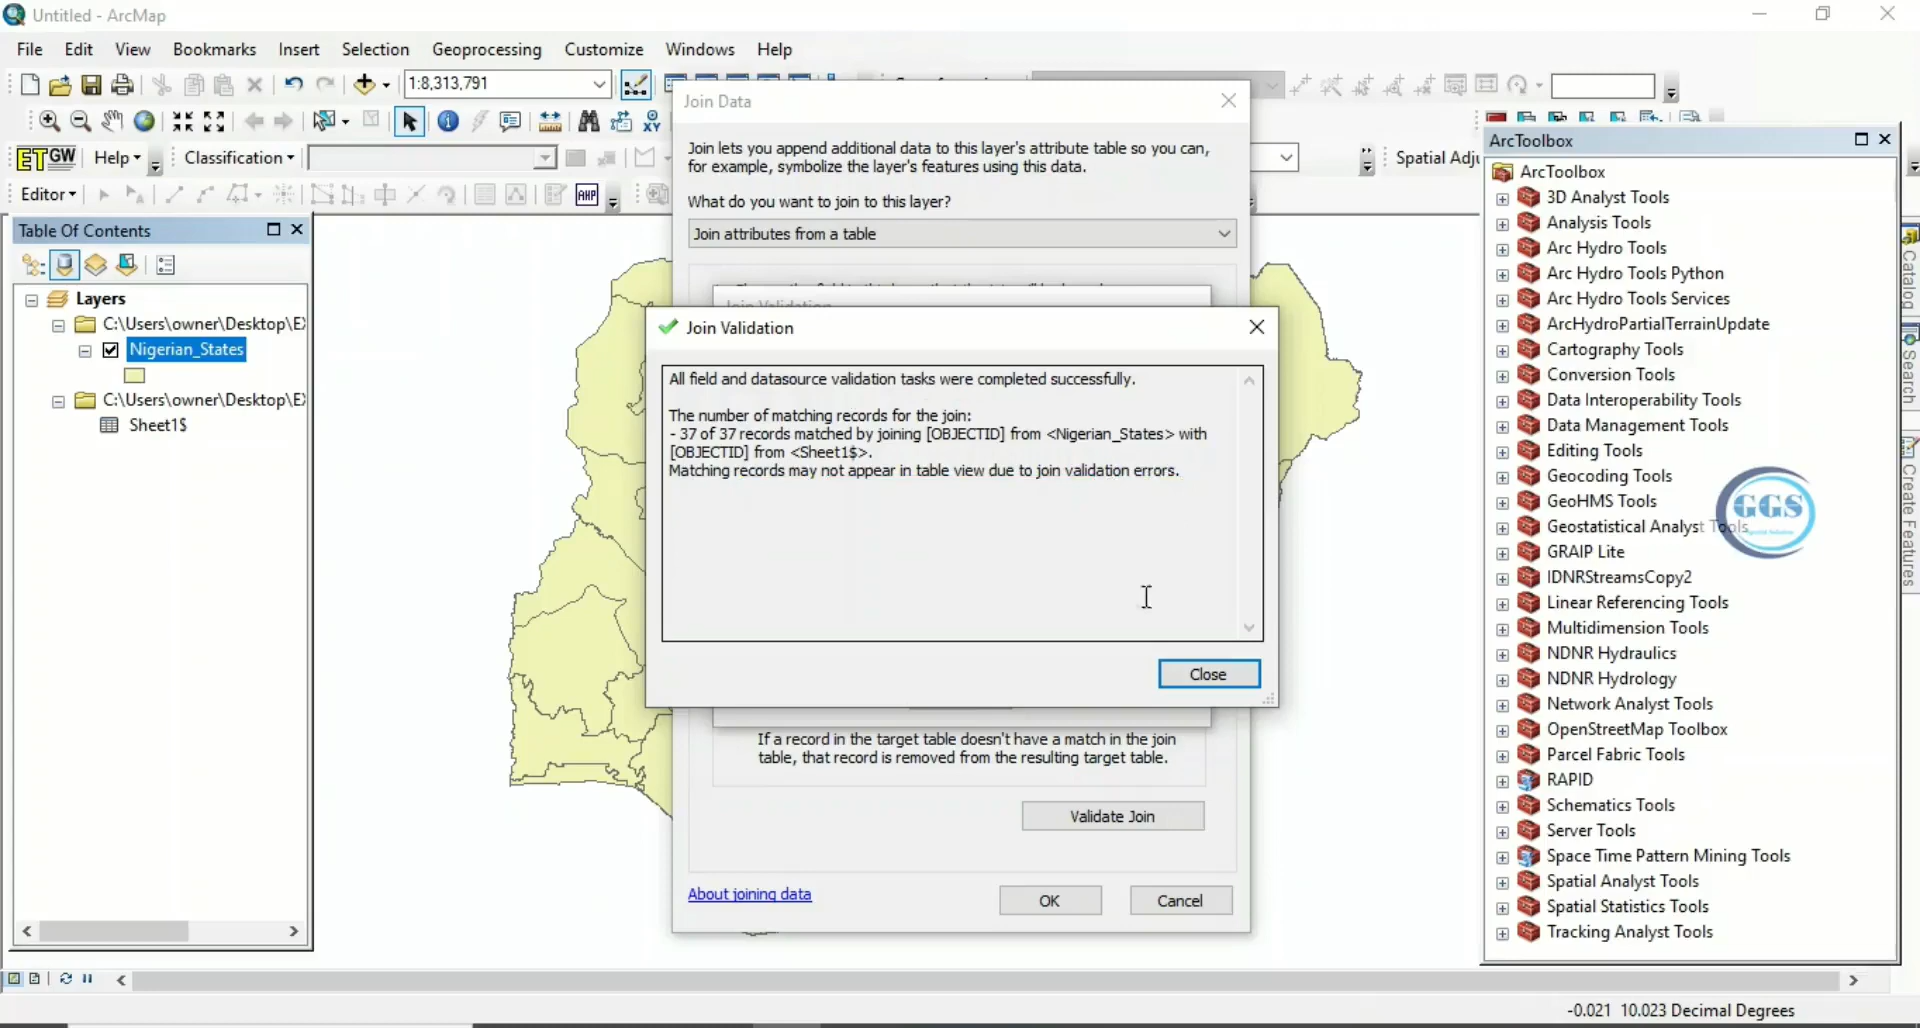 Untitled - ArcMap
File Edit View Bookmarks Insert Selection Geoprocessing Customize Windows Help
1:8,313,791
ET GW Help Classification
Spatial Adju
Editor
AHP
Table Of Contents
Layers
C:\Users\owner\Desktop\E
Nigerian_States
C:\Users\owner\Desktop\E
Sheet1$
Join Data
Join lets you append additional data to this layer's attribute table so you can,
for example, symbolize the layer's features using this data.
What do you want to join to this layer?
Join attributes from a table
Join Validation
Join Validation
All field and datasource validation tasks were completed successfully.
The number of matching records for the join:
- 37 of 37 records matched by joining [OBJECTID] from <Nigerian_States> with
[OBJECTID] from <Sheet1$>.
Matching records may not appear in table view due to join validation errors.
Close
If a record in the target table doesn't have a match in the join
table, that record is removed from the resulting target table.
Validate Join
About joining data
OK
Cancel
ArcToolbox
ArcToolbox
3D Analyst Tools
Analysis Tools
Arc Hydro Tools
Arc Hydro Tools Python
Arc Hydro Tools Services
ArcHydroPartialTerrainUpdate
Cartography Tools
Conversion Tools
Data Interoperability Tools
Data Management Tools
Editing Tools
Geocoding Tools
GeoHMS Tools
Geostatistical Analyst Tools
GRAIP Lite
IDNRStreamsCopy2
Linear Referencing Tools
Multidimension Tools
NDNR Hydraulics
NDNR Hydrology
Network Analyst Tools
OpenStreetMap Toolbox
Parcel Fabric Tools
RAPID
Schematics Tools
Server Tools
Space Time Pattern Mining Tools
Spatial Analyst Tools
Spatial Statistics Tools
Tracking Analyst Tools
GGS
Catalog
Search
Create Features
-0.021 10.023 Decimal Degrees